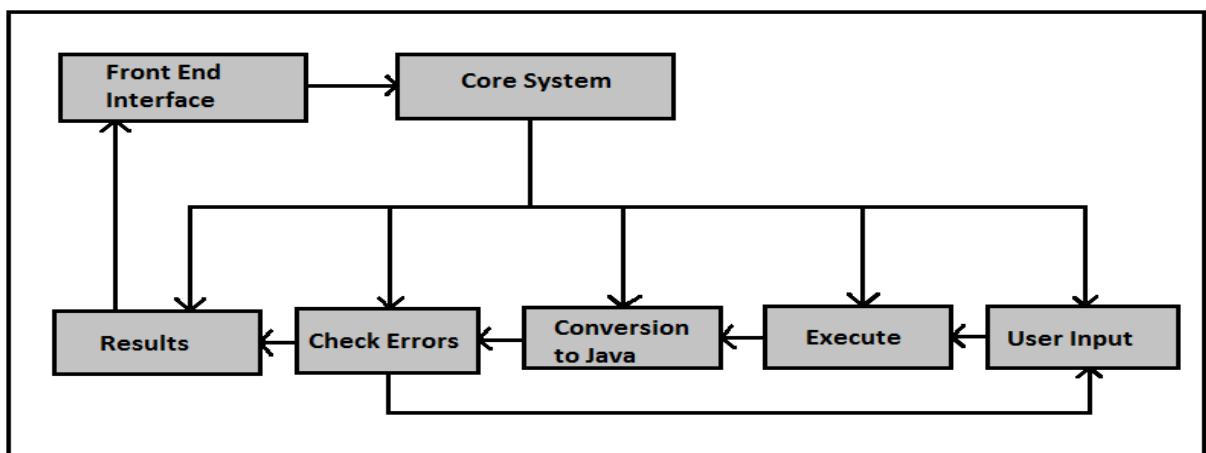 Front End
Interface
Core System
Results
Check Errors
Conversion
to Java
Execute
User Input